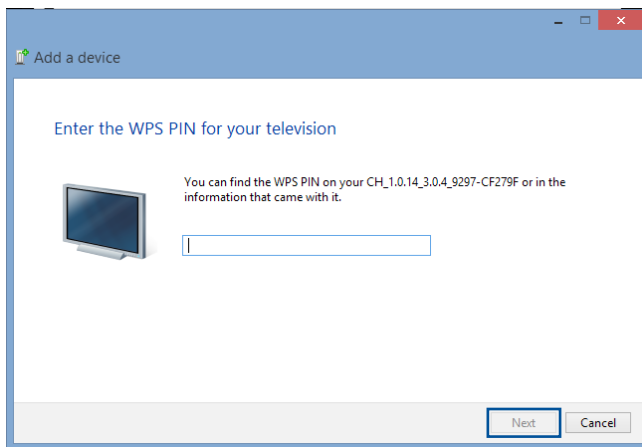 Add a device
Enter the WPS PIN for your television
You can find the WPS PIN on your CH_1.0.14_3.0.4_9297-CF279F or in the
information that came with it.
Next
Cancel